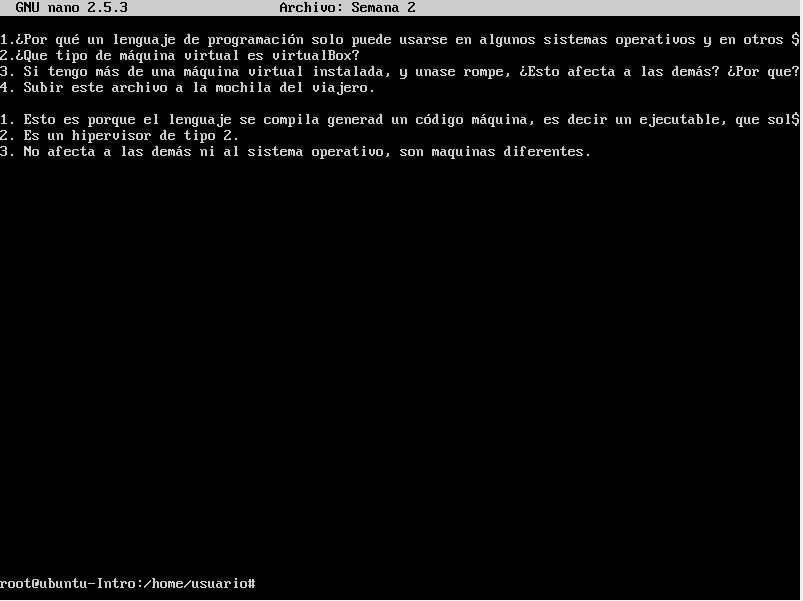 GNU nano 2.5.3 Archivo: Semana 2
1.¿Por qué un lenguaje de programación solo puede usarse en algunos sistemas operativos y en otros $
2.¿Que tipo de máquina virtual es virtualBox?
3. Si tengo más de una máquina virtual instalada, y unase rompe, ¿Esto afecta a las demás? ¿Por que?
4. Subir este archivo a la mochila del viajero.
1. Esto es porque el lenguaje se compila generad un código máquina, es decir un ejecutable, que sol$
2. Es un hipervisor de tipo 2.
3. No afecta a las demás ni al sistema operativo, son maquinas diferentes.
root@ubuntu-Intro:/home/usuario#